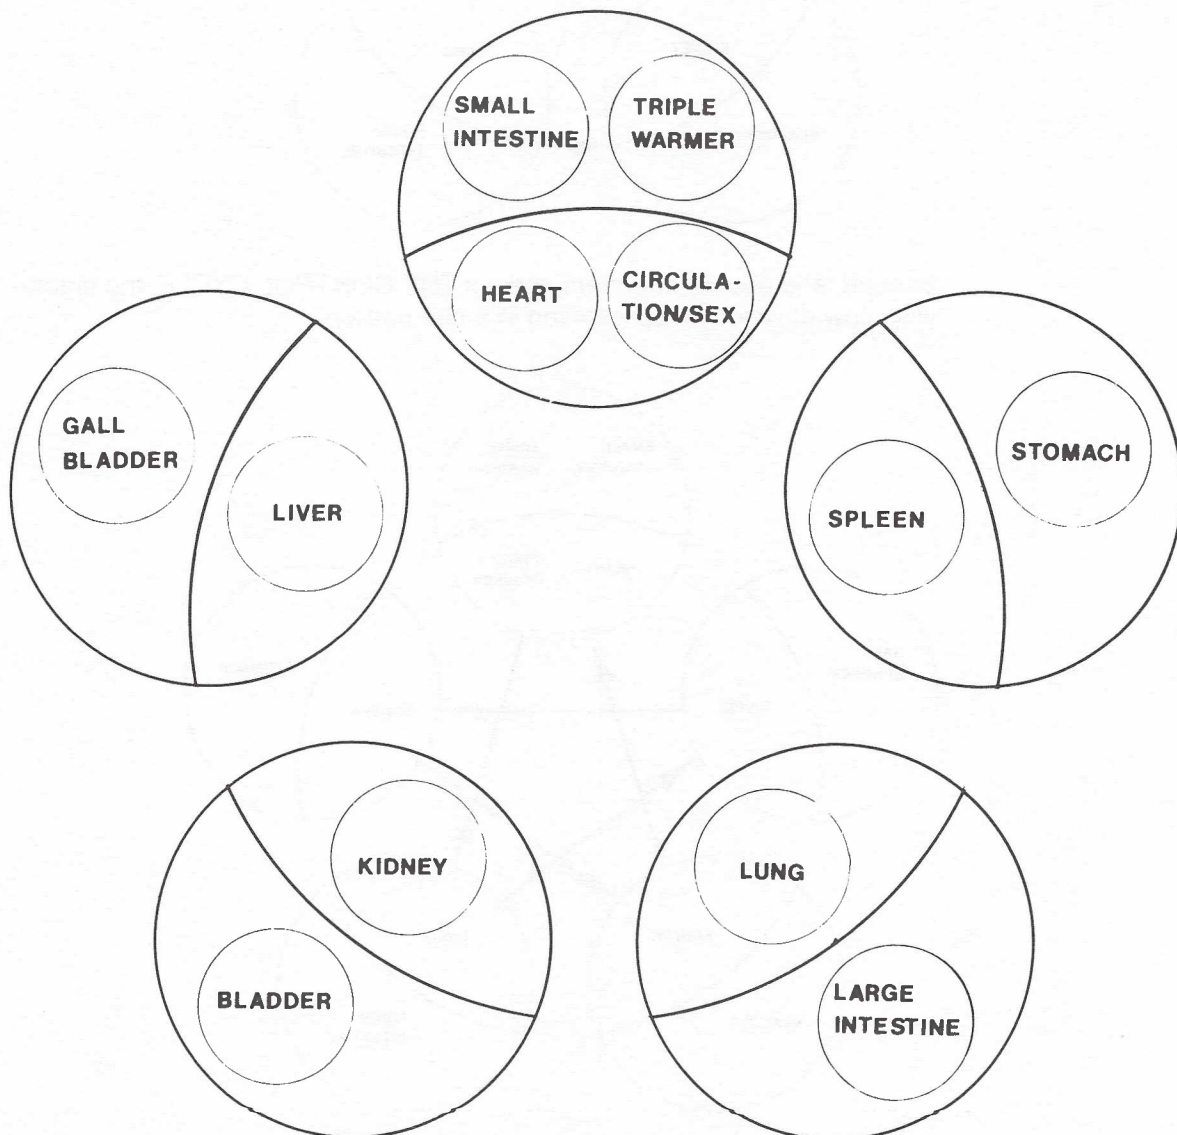 SMALL
INTESTINE
TRIPLE
WARMER
HEART
CIRCULA-
TION/SEX
GALL
BLADDER
LIVER
STOMACH
SPLEEN
KIDNEY
BLADDER
LUNG
LARGE
INTESTINE